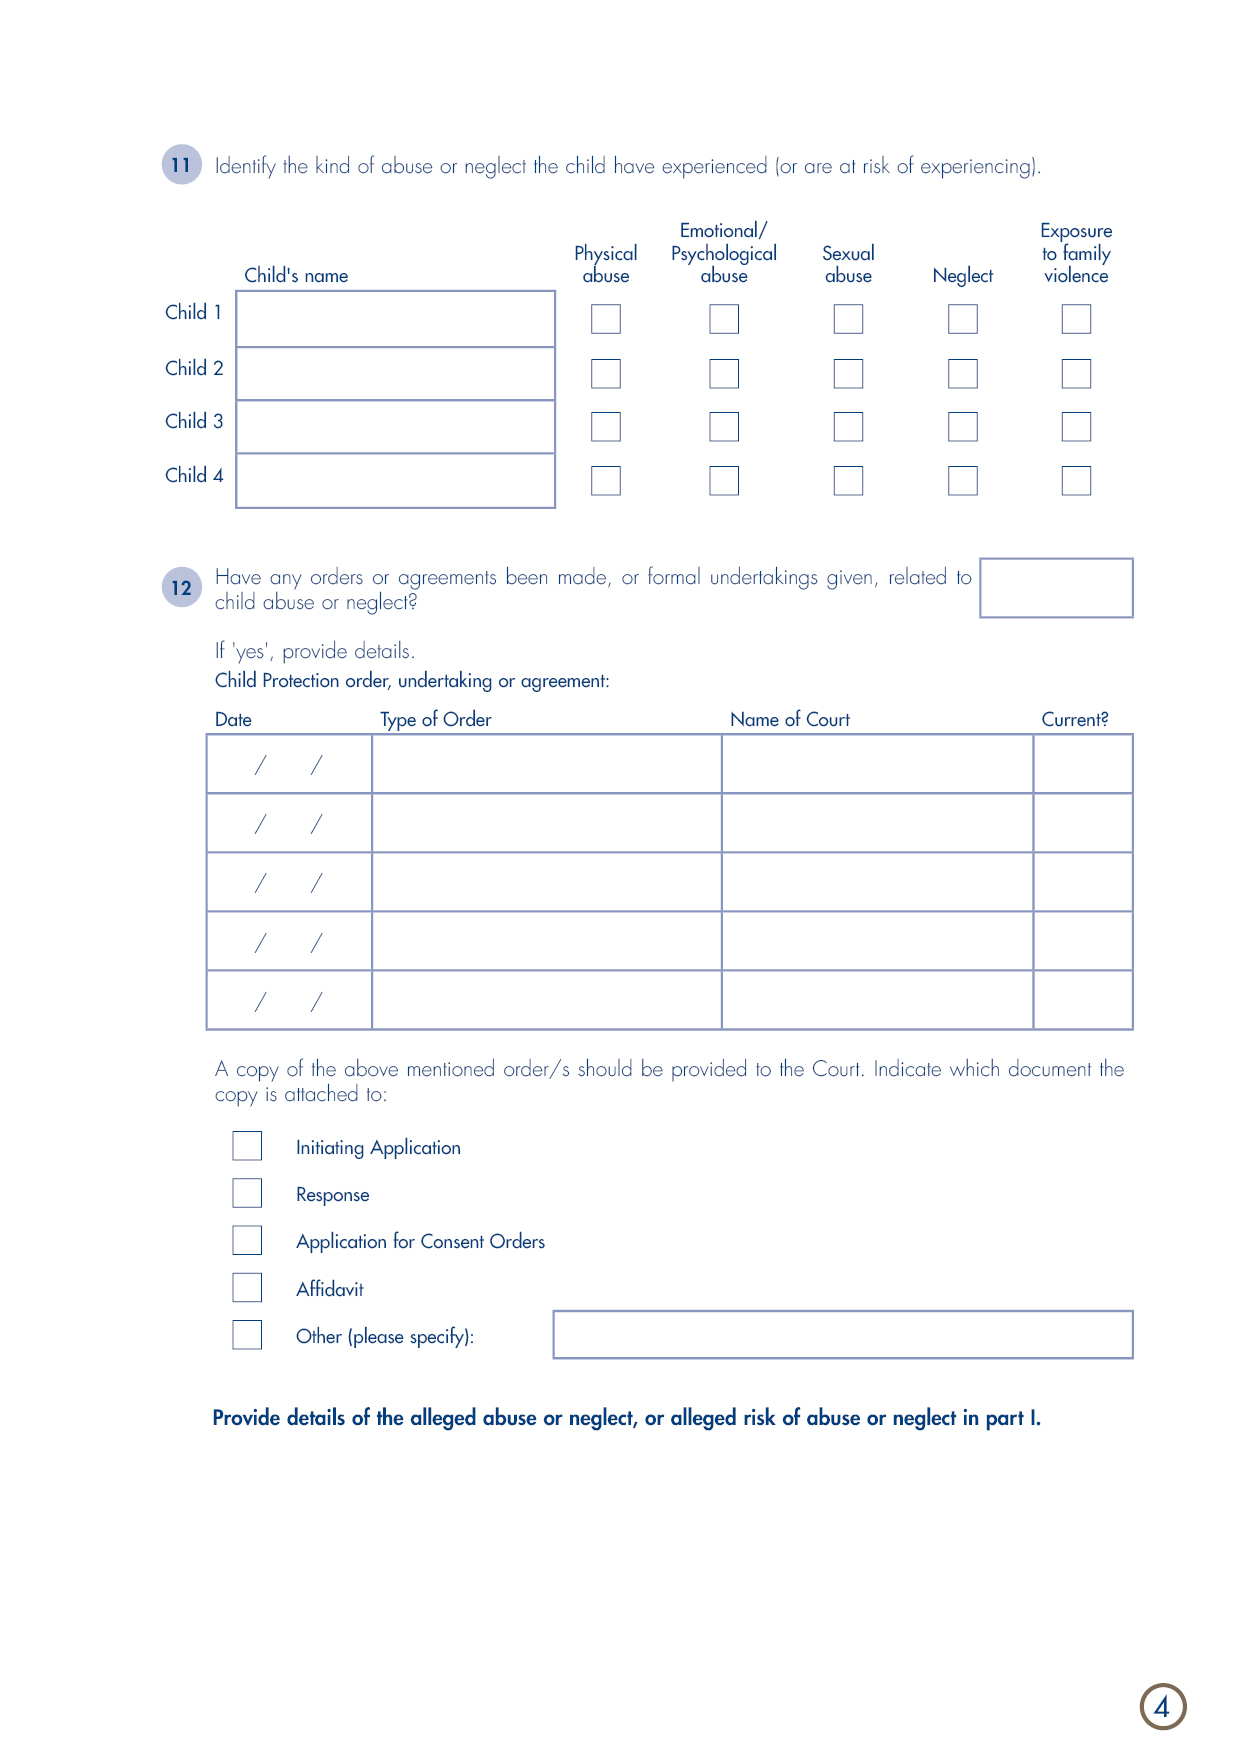 11 Identify the kind of abuse or neglect the child have experienced (or are at risk of experiencing).
Child's name Physical abuse Emotional/ Psychological abuse Sexual abuse Neglect Exposure to family violence
Child 1
Child 2
Child 3
Child 4
12 Have any orders or agreements been made, or formal undertakings given, related to
child abuse or neglect?
If 'yes', provide details.
Child Protection order, undertaking or agreement:
Date Type of Order Name of Court Current?
/ /
/ /
/ /
/ /
/ /
A copy of the above mentioned order/s should be provided to the Court. Indicate which document the
copy is attached to:
Initiating Application
Response
Application for Consent Orders
Affidavit
Other (please specify):
Provide details of the alleged abuse or neglect, or alleged risk of abuse or neglect in part I.
4